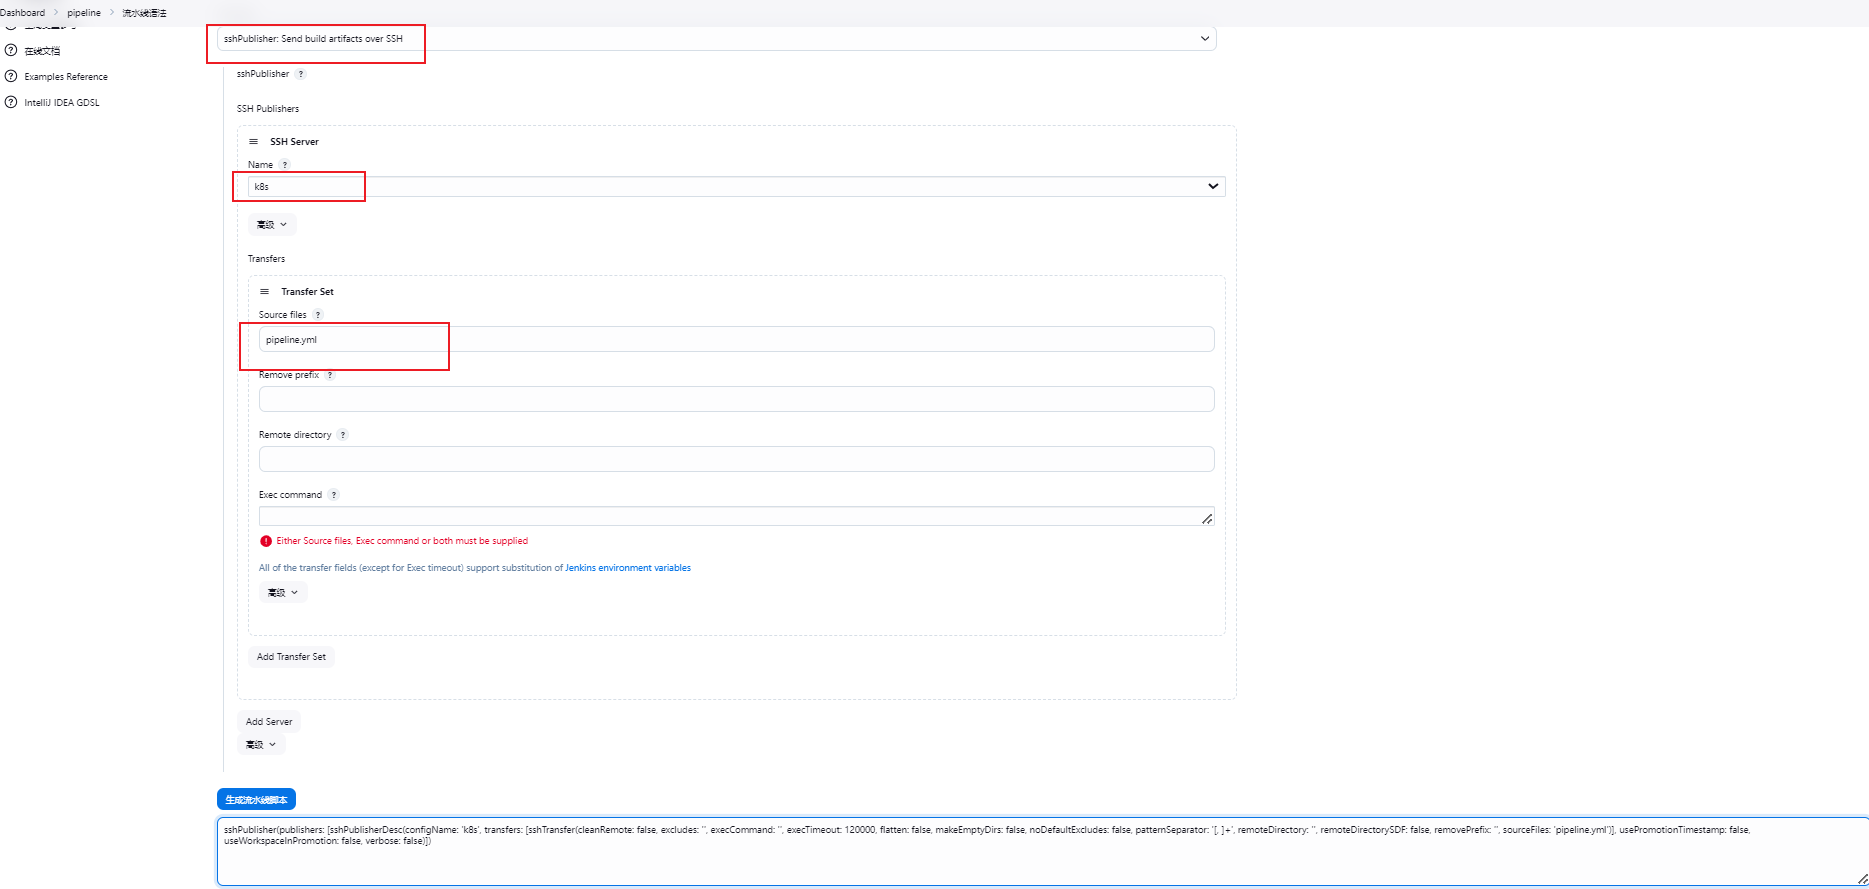 Dashboard > pipeline > 流水线语法
在线文档
Examples Reference
IntelliJ IDEA GDSL
sshPublisher: Send build artifacts over SSH
sshPublisher ?
SSH Publishers
SSH Server
Name ?
k8s
高级
Transfers
Transfer Set
Source files ?
pipeline.yml
Remove prefix ?
Remote directory ?
Exec command ?
Either Source files, Exec command or both must be supplied
All of the transfer fields (except for Exec timeout) support substitution of Jenkins environment variables
高级
Add Transfer Set
Add Server
高级
生成流水线脚本
sshPublisher(publishers: [sshPublisherDesc(configName: 'k8s', transfers: [sshTransfer(cleanRemote: false, excludes: '', execCommand: '', execTimeout: 120000, flatten: false, makeEmptyDirs: false, noDefaultExcludes: false, patternSeparator: '[, ]+', remoteDirectory: '', remoteDirectorySDF: false, removePrefix: '', sourceFiles: 'pipeline.yml')], usePromotionTimestamp: false,
useWorkspaceInPromotion: false, verbose: false)])